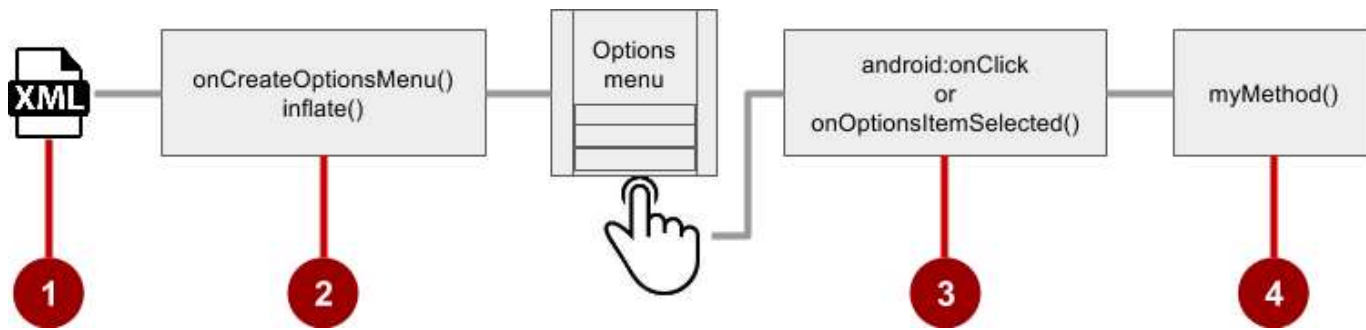 XML
onCreateOptionsMenu()
inflate()
Options
menu
android:onClick
or
onOptionsItemSelected()
myMethod()
1
2
3
4